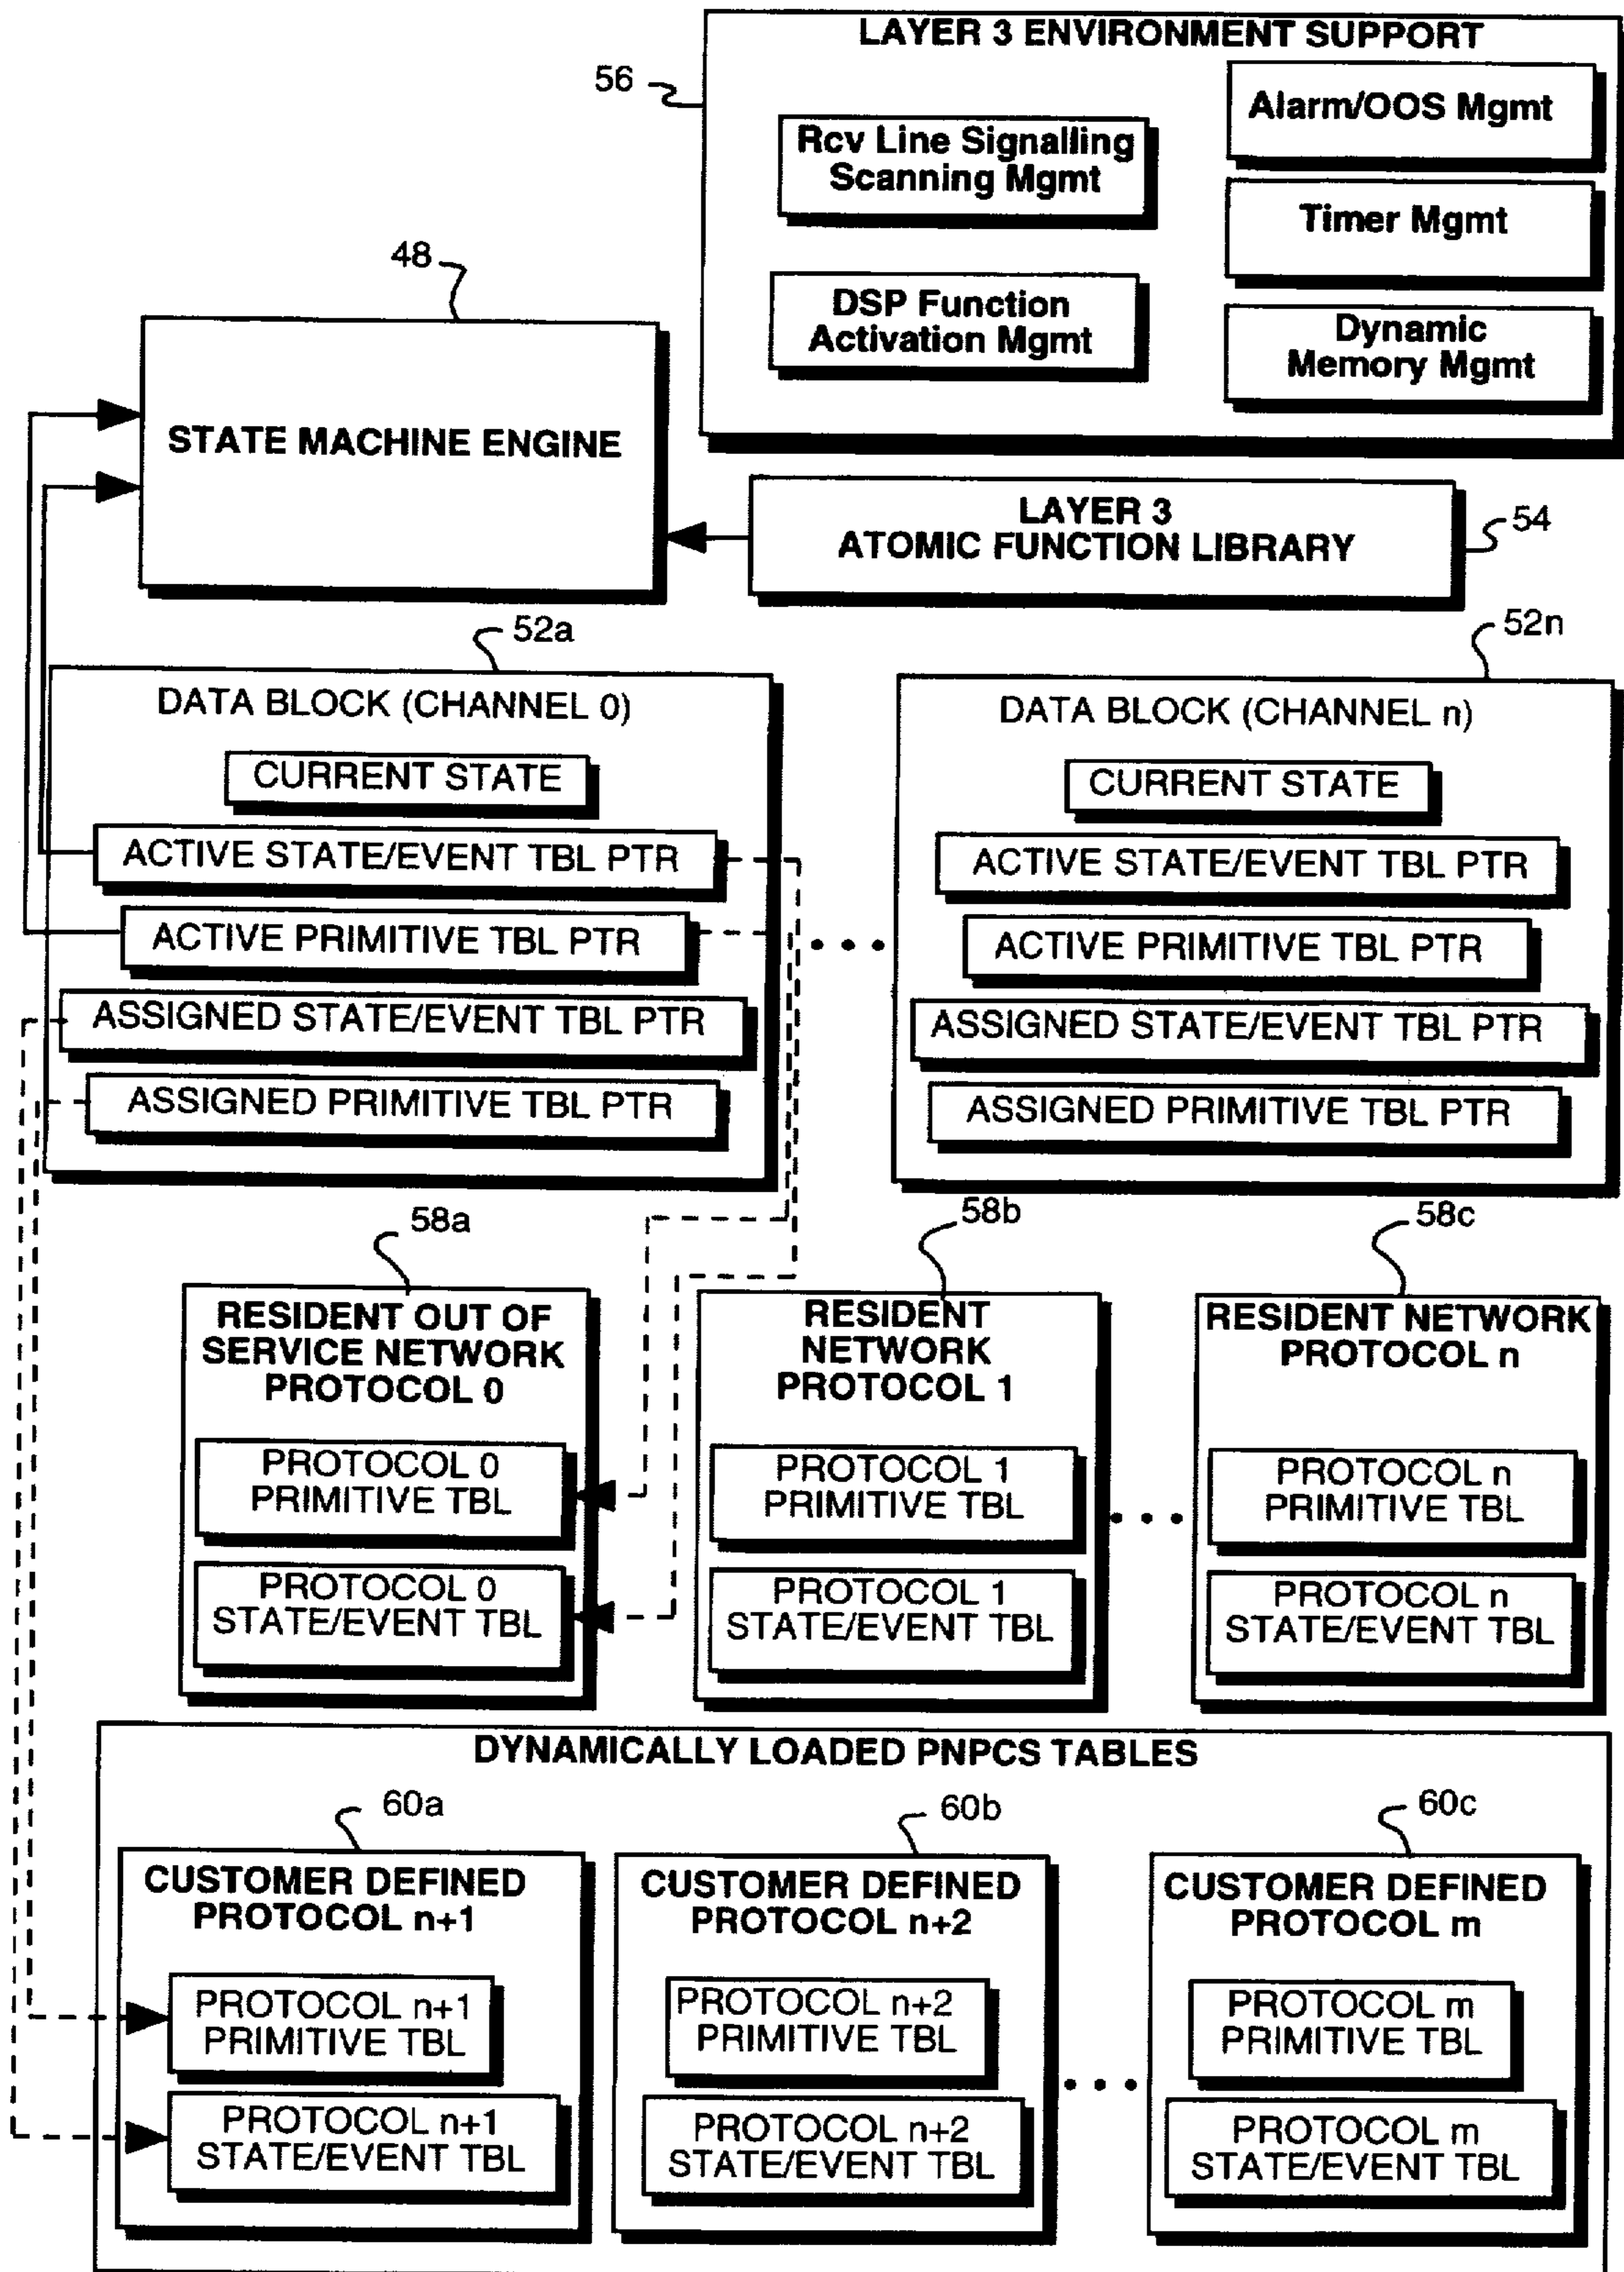 LAYER 3 ENVIRONMENT SUPPORT
56
Alarm/OOS Mgmt
Rcv Line Signalling
Scanning Mgmt
Timer Mgmt
DSP Function
Activation Mgmt
Dynamic
Memory Mgmt
48
STATE MACHINE ENGINE
LAYER 3
ATOMIC FUNCTION LIBRARY
54
52a
DATA BLOCK (CHANNEL 0)
CURRENT STATE
ACTIVE STATE/EVENT TBL PTR
ACTIVE PRIMITIVE TBL PTR
ASSIGNED STATE/EVENT TBL PTR
ASSIGNED PRIMITIVE TBL PTR
• • •
52n
DATA BLOCK (CHANNEL n)
CURRENT STATE
ACTIVE STATE/EVENT TBL PTR
ACTIVE PRIMITIVE TBL PTR
ASSIGNED STATE/EVENT TBL PTR
ASSIGNED PRIMITIVE TBL PTR
58a
RESIDENT OUT OF
SERVICE NETWORK
PROTOCOL 0
PROTOCOL 0
PRIMITIVE TBL
PROTOCOL 0
STATE/EVENT TBL
58b
RESIDENT
NETWORK
PROTOCOL 1
PROTOCOL 1
PRIMITIVE TBL
PROTOCOL 1
STATE/EVENT TBL
• • •
58c
RESIDENT NETWORK
PROTOCOL n
PROTOCOL n
PRIMITIVE TBL
PROTOCOL n
STATE/EVENT TBL
DYNAMICALLY LOADED PNPCS TABLES
60a
CUSTOMER DEFINED
PROTOCOL n+1
PROTOCOL n+1
PRIMITIVE TBL
PROTOCOL n+1
STATE/EVENT TBL
60b
CUSTOMER DEFINED
PROTOCOL n+2
PROTOCOL n+2
PRIMITIVE TBL
PROTOCOL n+2
STATE/EVENT TBL
• • •
60c
CUSTOMER DEFINED
PROTOCOL m
PROTOCOL m
PRIMITIVE TBL
PROTOCOL m
STATE/EVENT TBL